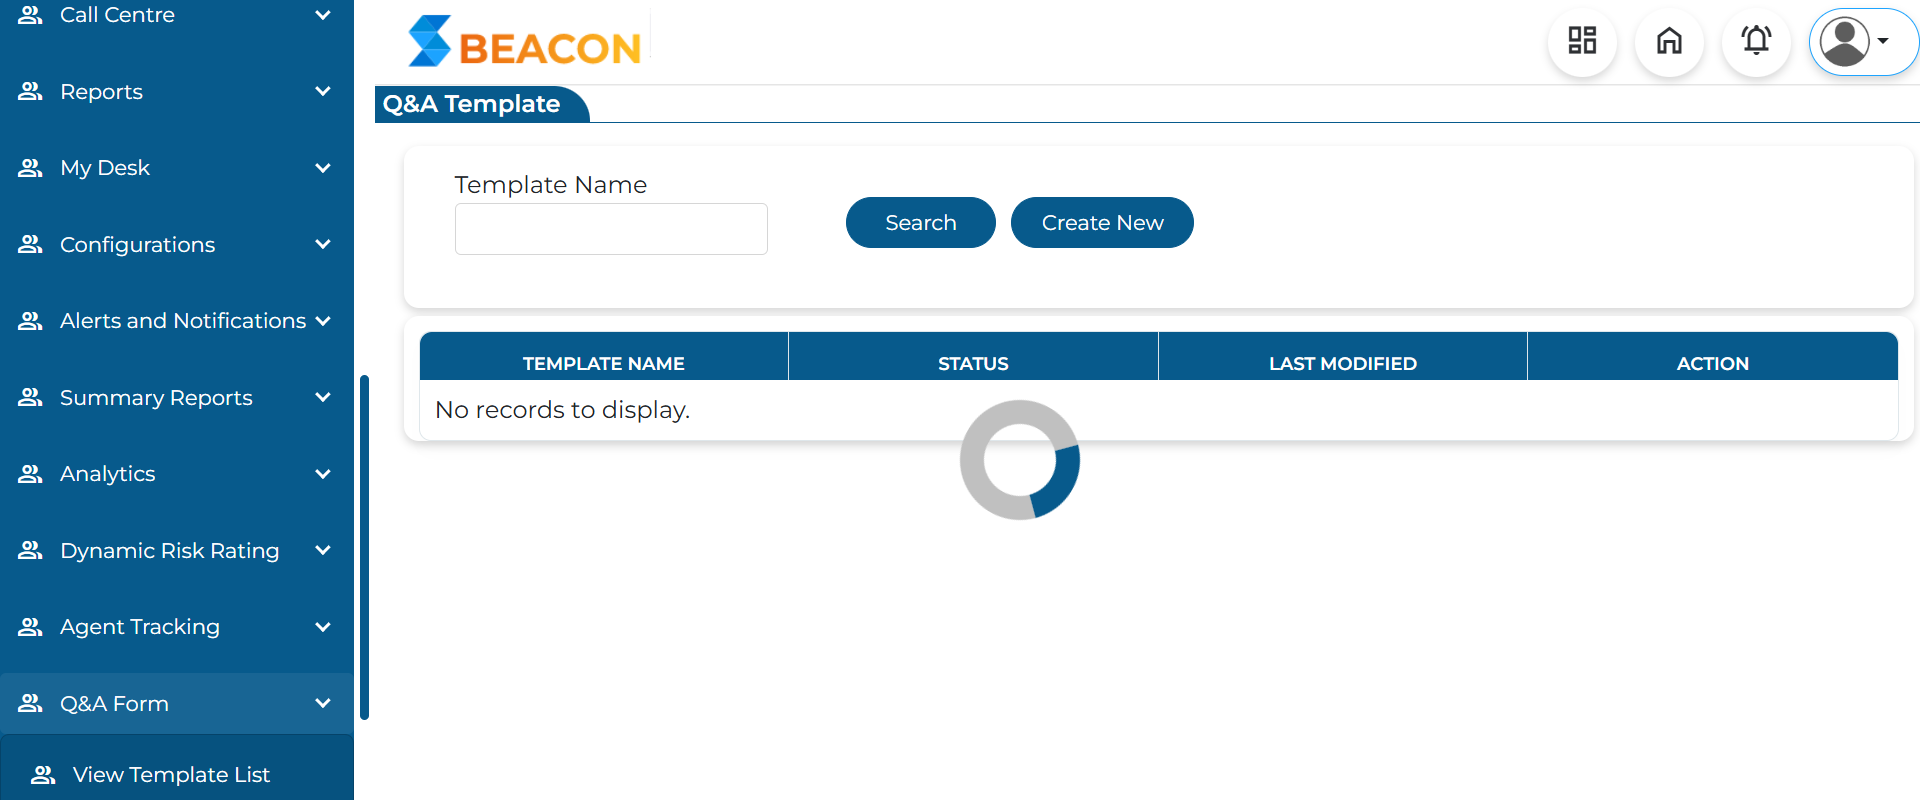 Call Centre
Reports
My Desk
Configurations
Alerts and Notifications
Summary Reports
Analytics
Dynamic Risk Rating
Agent Tracking
Q&A Form
View Template List
BEACON
Q&A Template
Template Name
Search
Create New
TEMPLATE NAME
STATUS
LAST MODIFIED
ACTION
No records to display.